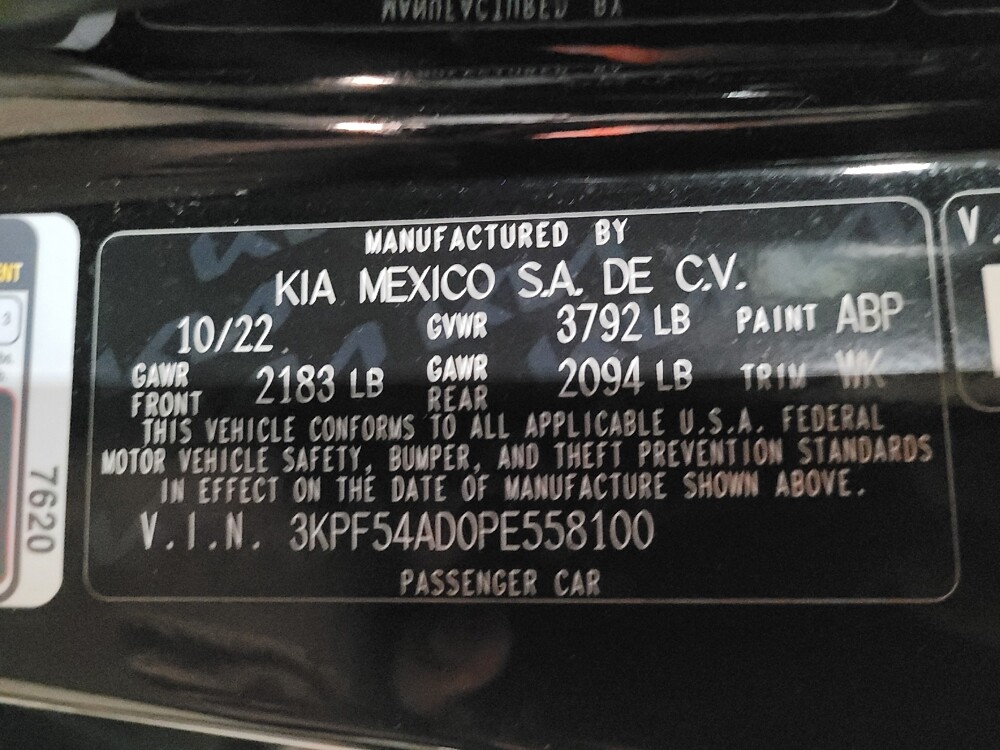 MANUFACTURED BY
MANUFACTURED BY
KIA MEXICO S.A. DE C.V.
10/22 GVWR 3792 LB PAINT ABP
GAWR FRONT 2183 LB GAWR REAR 2094 LB TRIM WK
THIS VEHICLE CONFORMS TO ALL APPLICABLE U.S.A. FEDERAL
MOTOR VEHICLE SAFETY, BUMPER, AND THEFT PREVENTION STANDARDS
IN EFFECT ON THE DATE OF MANUFACTURE SHOWN ABOVE.
V.I.N. 3KPF54AD0PE558100
PASSENGER CAR
7620
V.